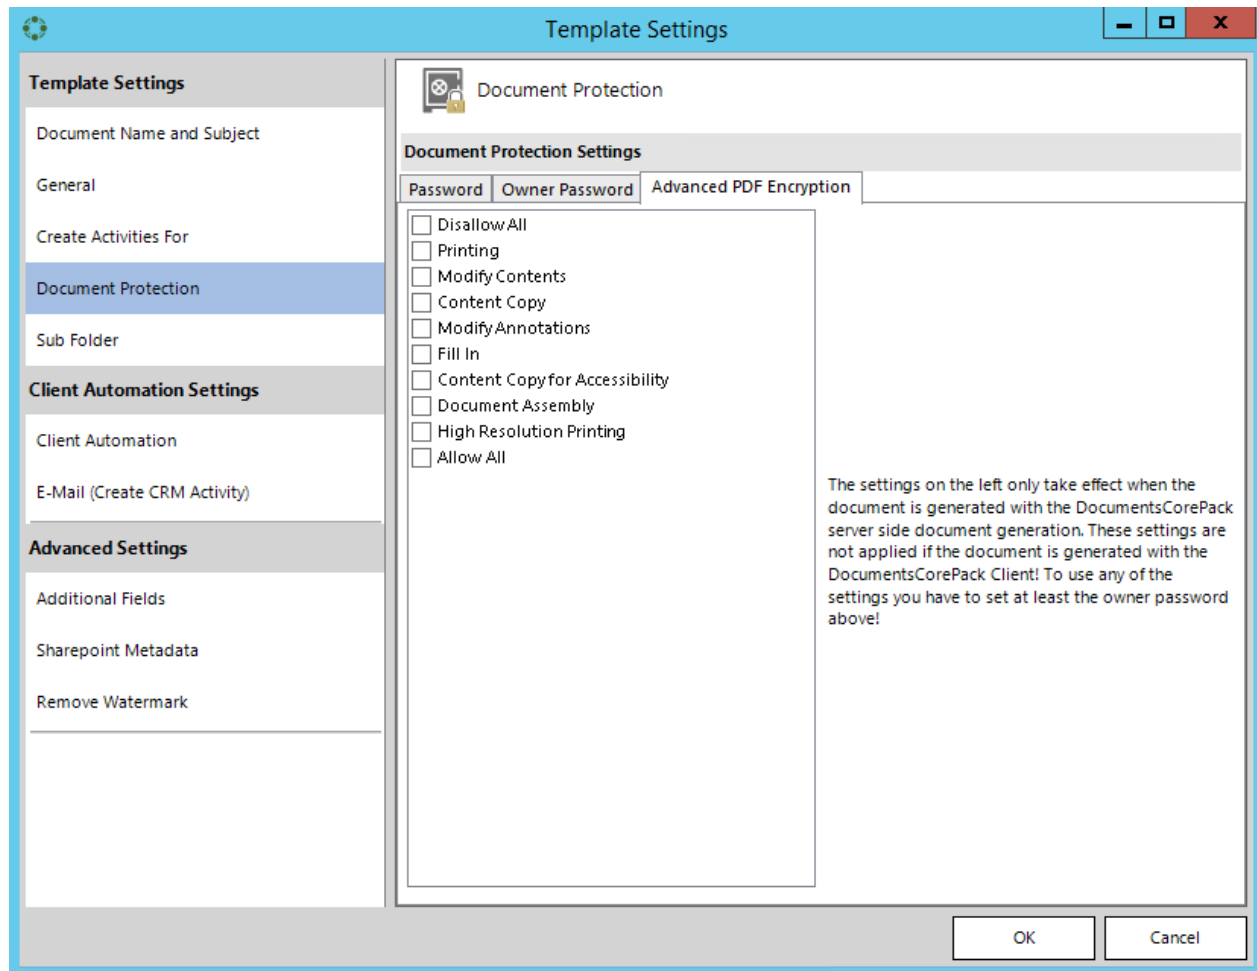 Template Settings
Template Settings
Document Name and Subject
General
Create Activities For
Document Protection
Sub Folder
Client Automation Settings
Client Automation
E-Mail (Create CRM Activity)
Advanced Settings
Additional Fields
Sharepoint Metadata
Remove Watermark
Document Protection
Document Protection Settings
Password Owner Password Advanced PDF Encryption
Disallow All
Printing
Modify Contents
Content Copy
Modify Annotations
Fill In
Content Copy for Accessibility
Document Assembly
High Resolution Printing
Allow All
The settings on the left only take effect when the
document is generated with the DocumentsCorePack
server side document generation. These settings are
not applied if the document is generated with the
DocumentsCorePack Client! To use any of the
settings you have to set at least the owner password
above!
OK Cancel